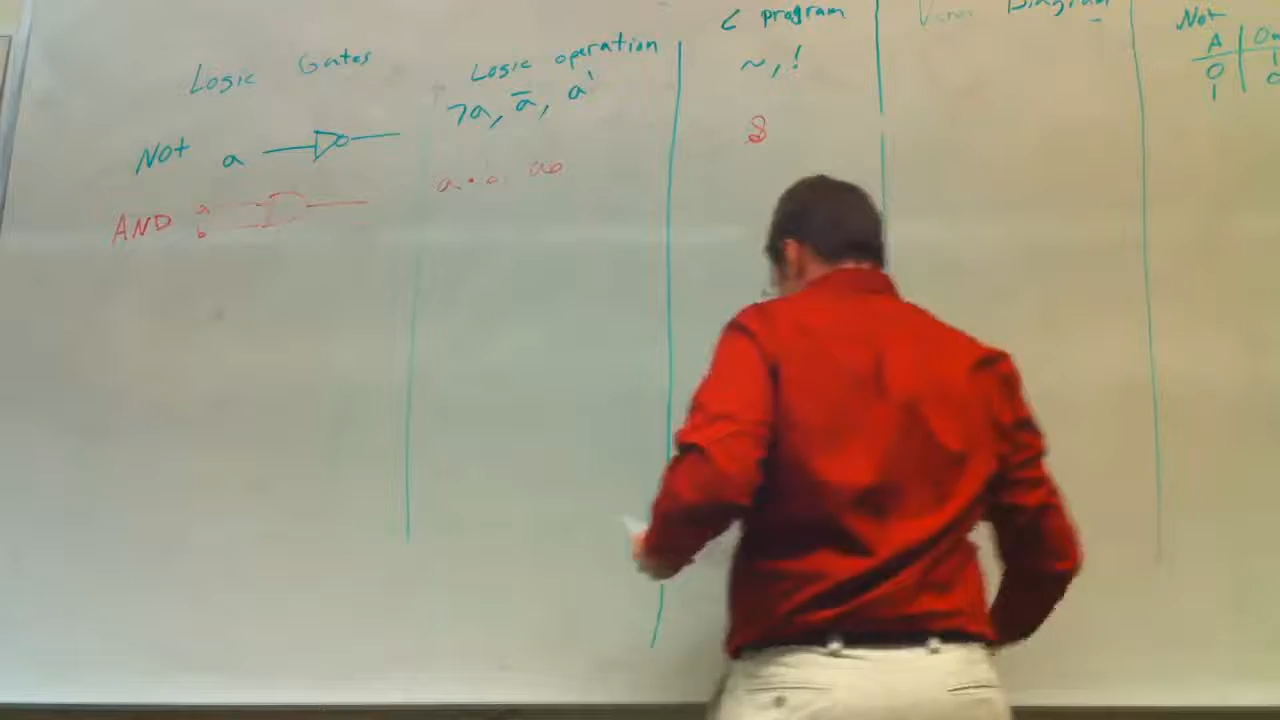 Logic Gates
Logic operation
C program
Venn Diagram
Not
A
0
1
Not a
¬a, a̅, a'
~, !
AND a
b
&